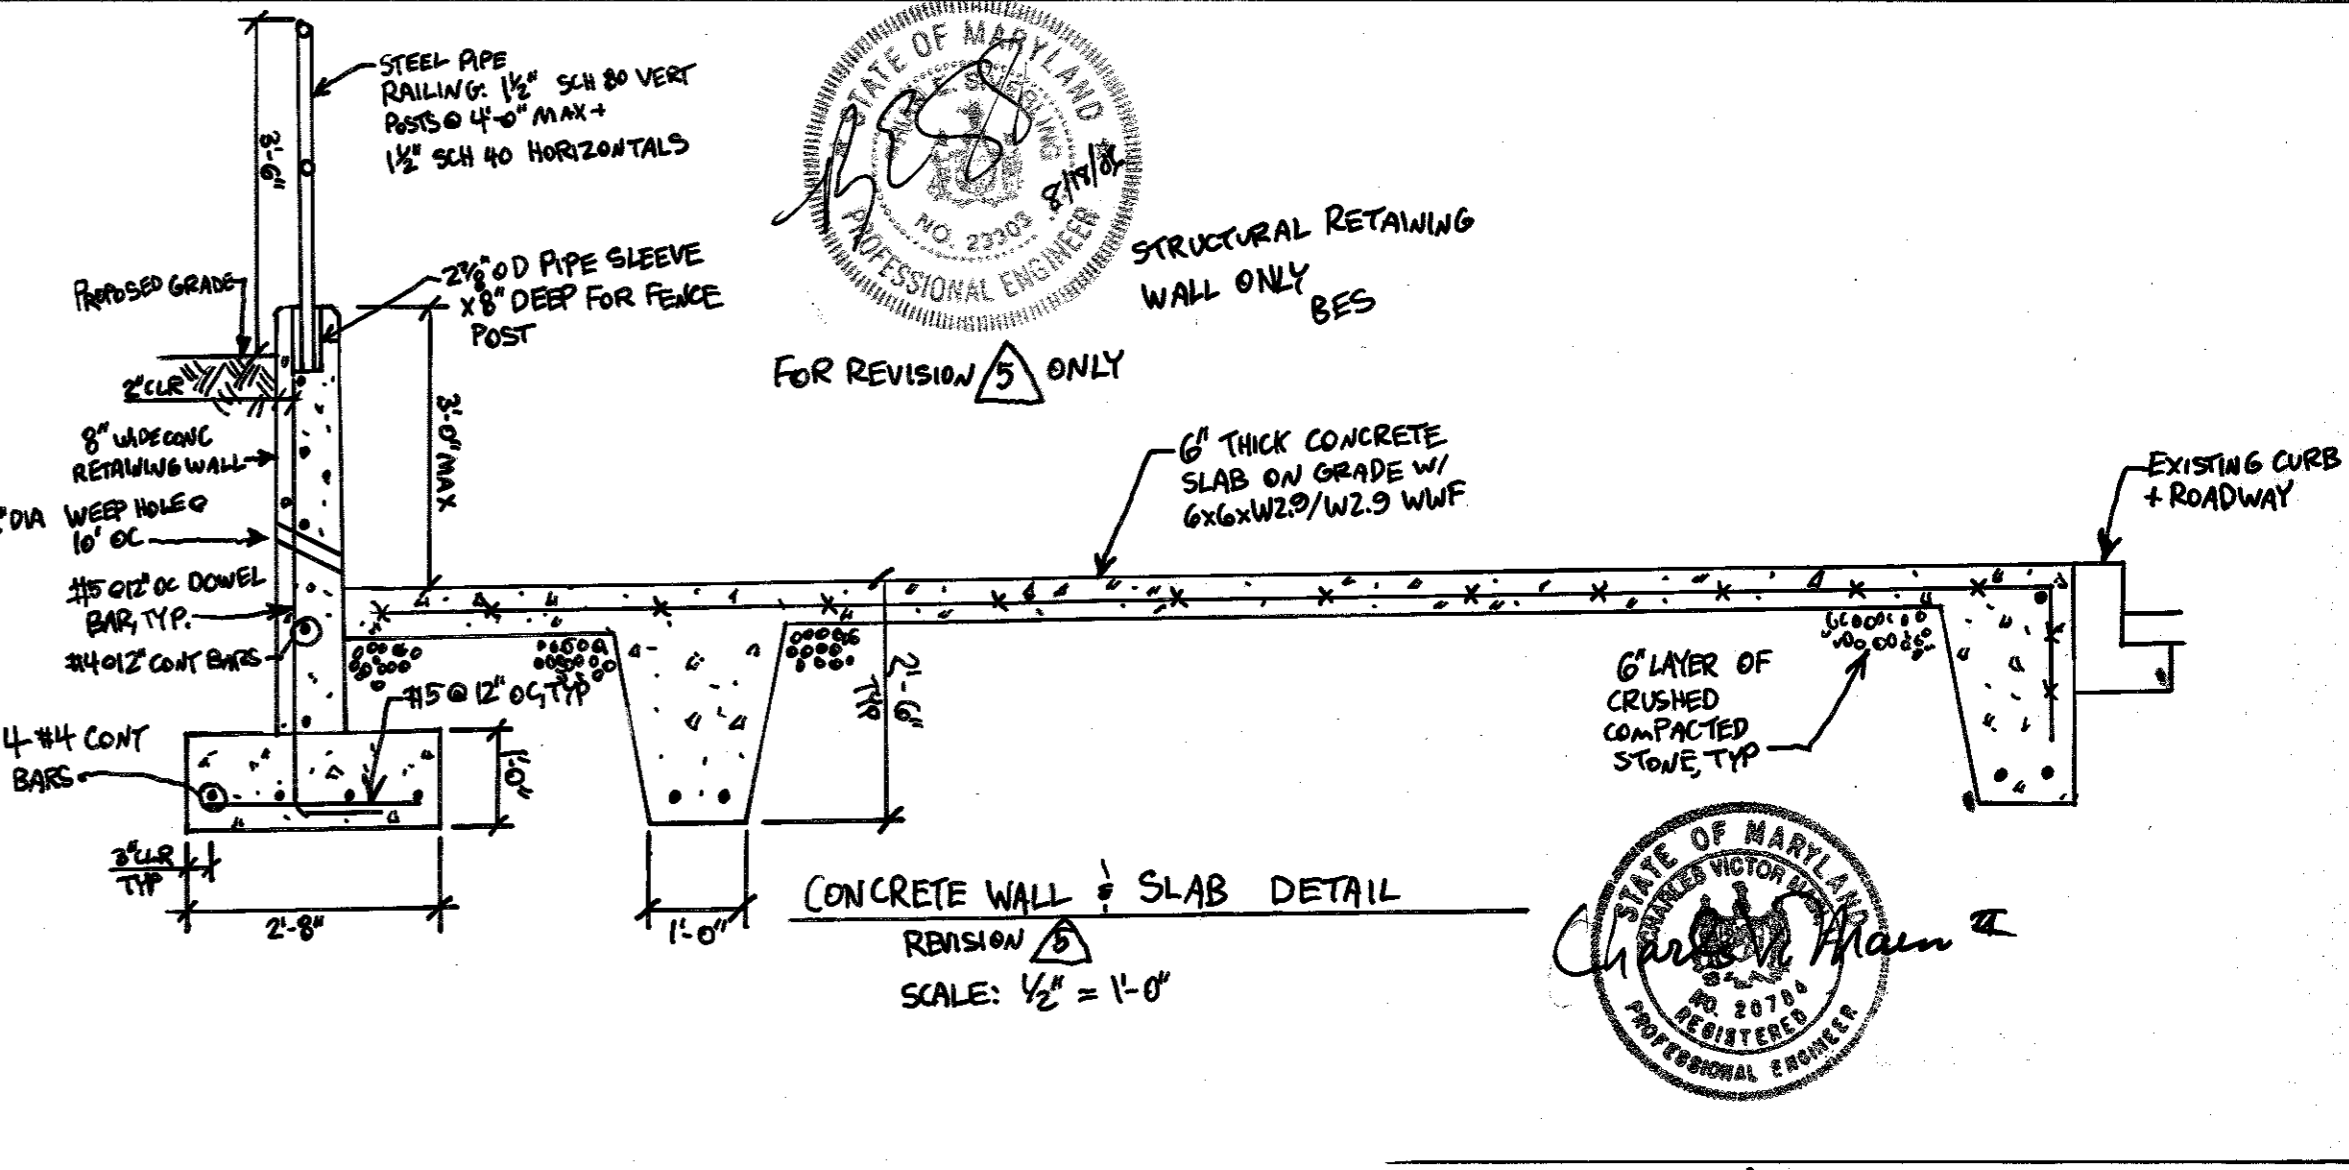 STEEL PIPE
RAILING: 1½" SCH 80 VERT
POSTS @ 4'-0" MAX +
1½" SCH 40 HORIZONTALS
3'-6"
PROPOSED GRADE
2⅞" OD PIPE SLEEVE
x 8" DEEP FOR FENCE
POST
2" CLR
8" WIDE CONC
RETAINING WALL
" DIA WEEP HOLE @
10' OC
#5 @ 12" OC DOWEL
BAR, TYP.
#4 @ 12" CONT BARS
3'-0" MAX
#5 @ 12" OC, TYP
4-#4 CONT
BARS
1'-0"
3" CLR
TYP
2'-8"
1'-0"
2'-6"
TYP
STATE OF MARYLAND
NO. 23303
PROFESSIONAL ENGINEER
8/18/06
STRUCTURAL RETAINING
WALL ONLY
BES
FOR REVISION 5 ONLY
6" THICK CONCRETE
SLAB ON GRADE W/
6x6xW2.9/W2.9 WWF
EXISTING CURB
+ ROADWAY
6" LAYER OF
CRUSHED
COMPACTED
STONE, TYP
CONCRETE WALL & SLAB DETAIL
REVISION 5
SCALE: ½" = 1'-0"
STATE OF MARYLAND
CHARLES VICTOR
NO. 20784
REGISTERED
PROFESSIONAL ENGINEER
Charles V. II